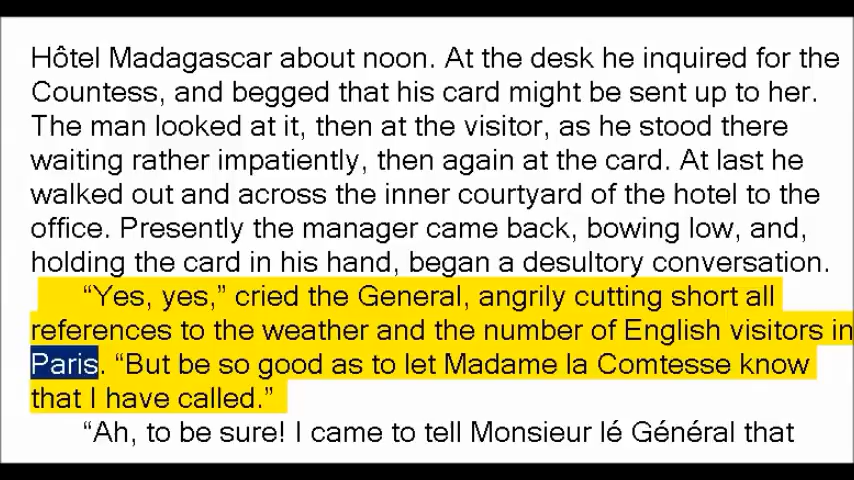 Hôtel Madagascar about noon. At the desk he inquired for the
Countess, and begged that his card might be sent up to her.
The man looked at it, then at the visitor, as he stood there
waiting rather impatiently, then again at the card. At last he
walked out and across the inner courtyard of the hotel to the
office. Presently the manager came back, bowing low, and,
holding the card in his hand, began a desultory conversation.
“Yes, yes,” cried the General, angrily cutting short all
references to the weather and the number of English visitors in
Paris. “But be so good as to let Madame la Comtesse know
that I have called.”
“Ah, to be sure! I came to tell Monsieur lé Général that